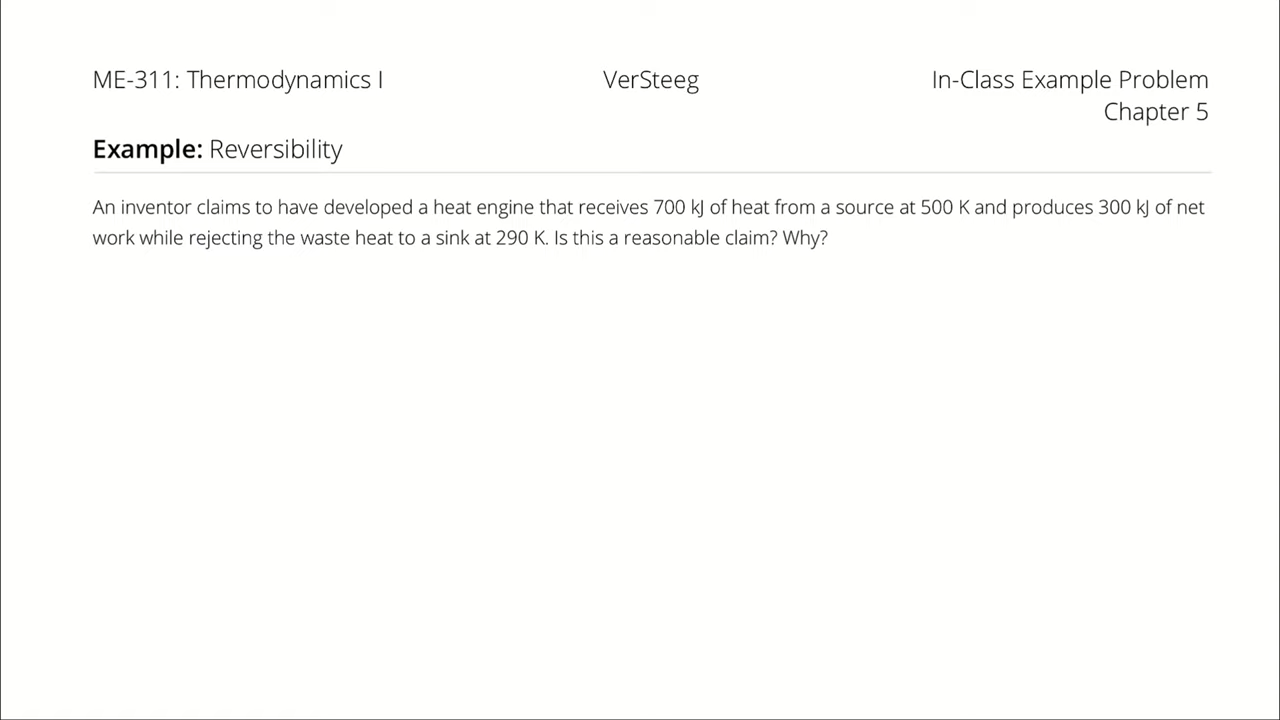 ME-311: Thermodynamics I
VerSteeg
In-Class Example Problem
Chapter 5
Example: Reversibility
An inventor claims to have developed a heat engine that receives 700 kJ of heat from a source at 500 K and produces 300 kJ of net
work while rejecting the waste heat to a sink at 290 K. Is this a reasonable claim? Why?